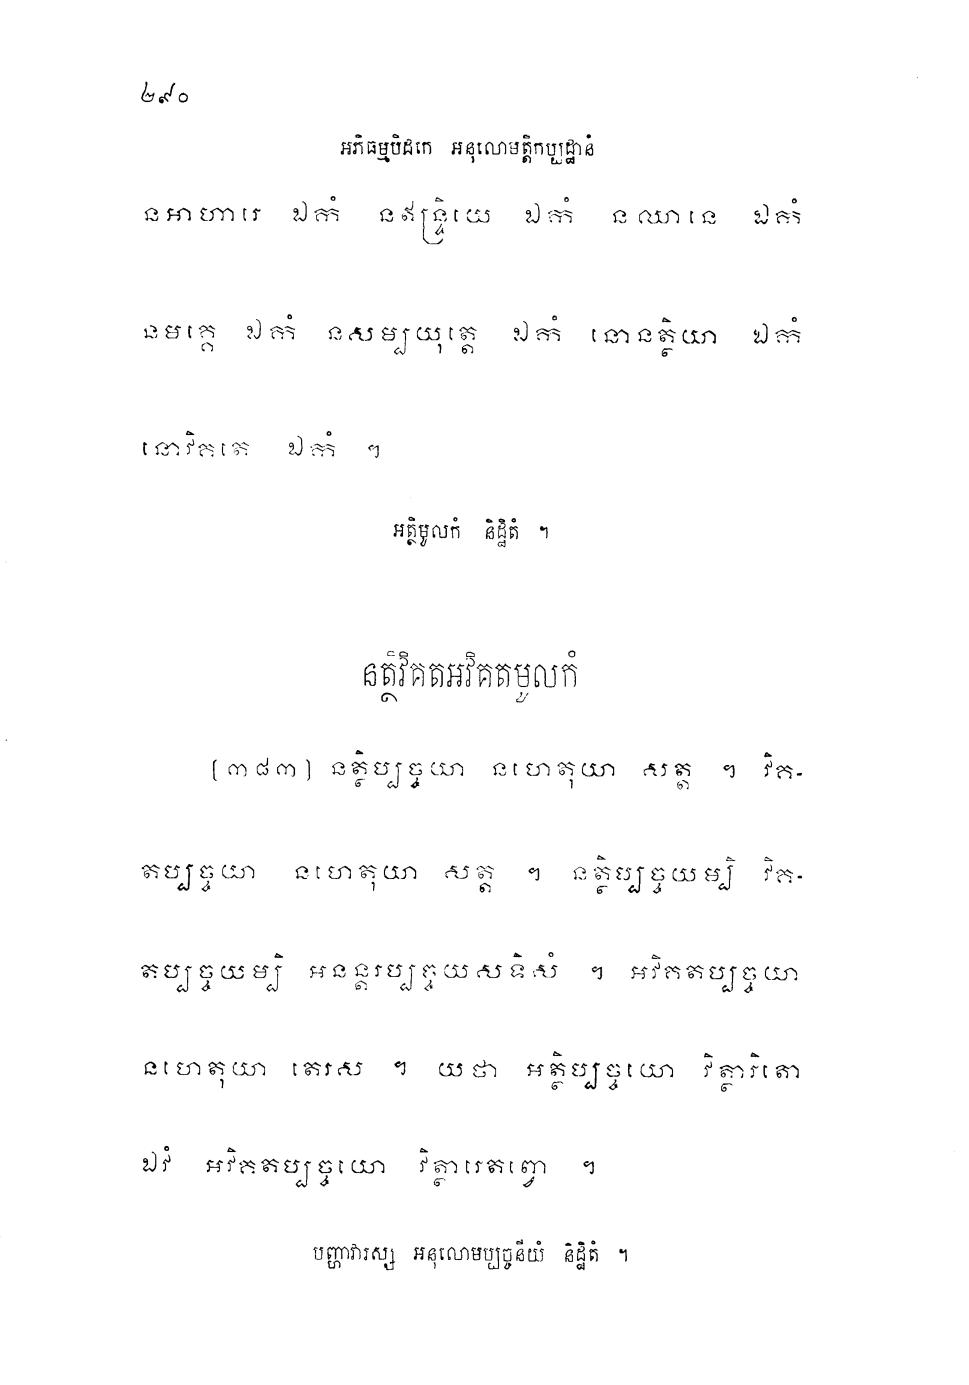 ២៩០
អភិធម្មបិដកេ អនុលោមត្តិកប្បដ្ឋានំ
នអាហារេ ឯកំ នឥន្ទ្រិយេ ឯកំ នឈានេ ឯកំ
នមគ្គេ ឯកំ នសម្បយុត្តេ ឯកំ នោនត្ថិយា ឯកំ
នោវិគតេ ឯកំ ។
អត្ថិមូលកំ និដ្ឋិតំ ។
នត្ថិវិគតអវិគតមូលកំ
[៣៨៣] នត្ថិប្បច្ចយា នហេតុយា សត្ត ។ វិគ-
តប្បច្ចយា នហេតុយា សត្ត ។ នត្ថិប្បច្ចយម្បិ វិគ-
តប្បច្ចយម្បិ អនន្តរប្បច្ចយសទិសំ ។ អវិគតប្បច្ចយា
នហេតុយា តេរស ។ យថា អត្ថិប្បច្ចយោ វិត្ថារិតោ
ឯវំ អវិគតប្បច្ចយោ វិត្ថារេតព្វោ ។
បញ្ហាវារស្ស អនុលោមប្បច្ចនីយំ និដ្ឋិតំ ។